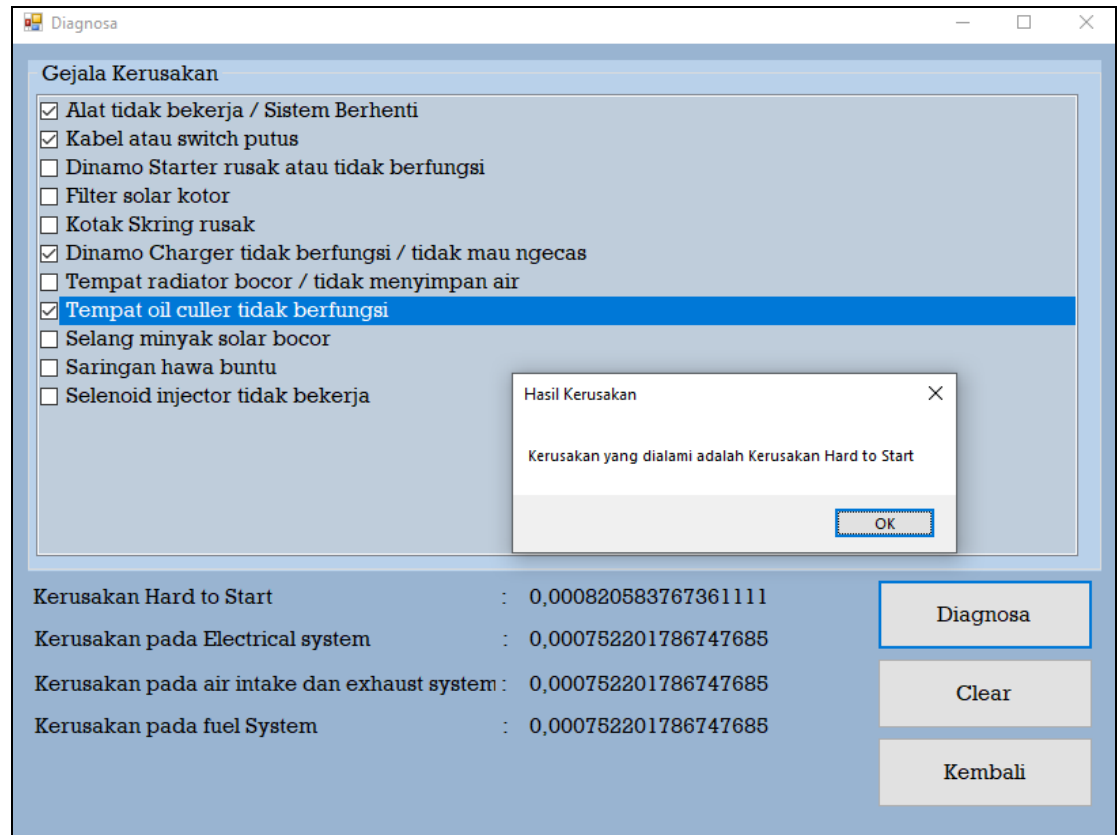 Diagnosa
Gejala Kerusakan
Alat tidak bekerja / Sistem Berhenti
Kabel atau switch putus
Dinamo Starter rusak atau tidak berfungsi
Filter solar kotor
Kotak Skring rusak
Dinamo Charger tidak berfungsi / tidak mau ngecas
Tempat radiator bocor / tidak menyimpan air
Tempat oil culler tidak berfungsi
Selang minyak solar bocor
Saringan hawa buntu
Selenoid injector tidak bekerja
Hasil Kerusakan
Kerusakan yang dialami adalah Kerusakan Hard to Start
OK
Kerusakan Hard to Start : 0,000820583767361111
Kerusakan pada Electrical system : 0,000752201786747685
Kerusakan pada air intake dan exhaust system : 0,000752201786747685
Kerusakan pada fuel System : 0,000752201786747685
Diagnosa
Clear
Kembali